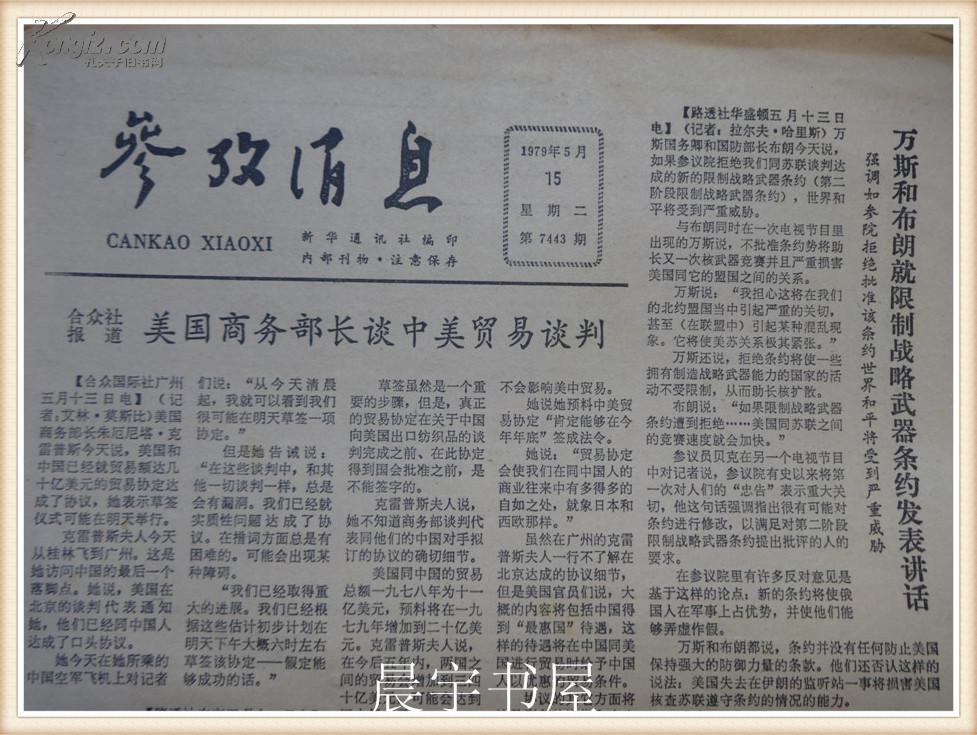 Kongfz.com
孔夫子旧书网
参考消息
CANKAO XIAOXI
新华通讯社编印
内部刊物·注意保存
1979年5月
15
星期二
第7443期
合众社
报道
美国商务部长谈中美贸易谈判
【合众国际社广州
五月十三日电】（记
者：艾林·莫斯比）美国
商务部长朱厄尼塔·克
雷普斯今天说，美国和
中国已经就贸易额达几
十亿美元的贸易协定达
成了协议，她表示草签
仪式可能在明天举行。
克雷普斯夫人今天
从桂林飞到广州。这是
她访问中国的最后一个
落脚点。她说，美国在
北京的谈判代表通知
她，他们已经同中国人
达成了口头协议。
她今天在她所乘的
中国空军飞机上对记者
们说：“从今天清晨
起，我就可以看到我们
很可能在明天草签一项
协定。”
但是她告诫说：
“在这些谈判中，和其
他一切谈判一样，总是
会有漏洞。我们已经就
实质性问题达成了协
议。在措词方面总是有
困难的。可能会出现某
种障碍。
“我们已经取得重
大的进展。我们已经根
据这些估计初步计划在
明天下午大概六时左右
草签该协定——假定能
够成功的话。”
草签虽然是一个重
要的步骤，但是，真正
的贸易协定在关于中国
向美国出口纺织品的谈
判完成之前、在此协定
得到国会批准之前，是
不能签字的。
克雷普斯夫人说，
她不知道商务部谈判代
表同他们的中国对手拟
订的协议的确切细节。
美国同中国的贸易
总额一九七八年为十一
亿美元，预料将在一九
七九年增加到二十亿美
元。克雷普斯夫人说，
在今后五年内，两国之
间的贸易会增加到三四
十亿美元，可能会达到
不会影响美中贸易。
她说她预料中美贸
易协定“肯定能够在今
年年底”签成法令。
她说：“贸易协定
会使我们在同中国人的
商业往来中有多得多的
自如之处，就象日本和
西欧那样。”
虽然在广州的克雷
普斯夫人一行不了解在
北京达成的协议细节，
但是美国官员们说，大
概的内容将包括中国得
到“最惠国”待遇，这
样的待遇将在中国同美
国进行贸易时给予中国
人以优惠的贸易条件。
协议的其他方面将
万斯和布朗就限制战略武器条约发表讲话
强调如参院拒绝批准该条约世界和平将受到严重威胁
【路透社华盛顿五月十三日
电】（记者：拉尔夫·哈里斯）万
斯国务卿和国防部长布朗今天说，
如果参议院拒绝我们同苏联谈判达
成的新的限制战略武器条约（第二
阶段限制战略武器条约），世界和
平将受到严重威胁。
与布朗同时在一次电视节目里
出现的万斯说，不批准条约势将助
长又一次核武器竞赛并且严重损害
美国同它的盟国之间的关系。
万斯说：“我担心这将在我们
的北约盟国当中引起严重的关切，
甚至（在联盟中）引起某种混乱现
象。它将使美苏关系极其紧张。”
万斯还说，拒绝条约将使一些
拥有制造战略武器能力的国家的活
动不受限制，从而助长核扩散。
布朗说：“如果限制战略武器
条约遭到拒绝……美国同苏联之间
的竞赛速度就会加快。”
参议员贝克在另一个电视节目
中对记者说，参议院有史以来将第
一次对人们的“忠告”表示重大关
切，他这句话强调指出很有可能对
条约进行修改，以满足对第二阶段
限制战略武器条约提出批评的人的
要求。
在参议院里有许多反对意见是
基于这样的论点：新的条约将使俄
国人在军事上占优势，并使他们能
够弄虚作假。
万斯和布朗都说，条约并没有任何防止美国
保持强大的防御力量的条款。他们还否认这样的
说法：美国失去在伊朗的监听站一事将损害美国
核查苏联遵守条约的情况的能力。
晨宇书屋